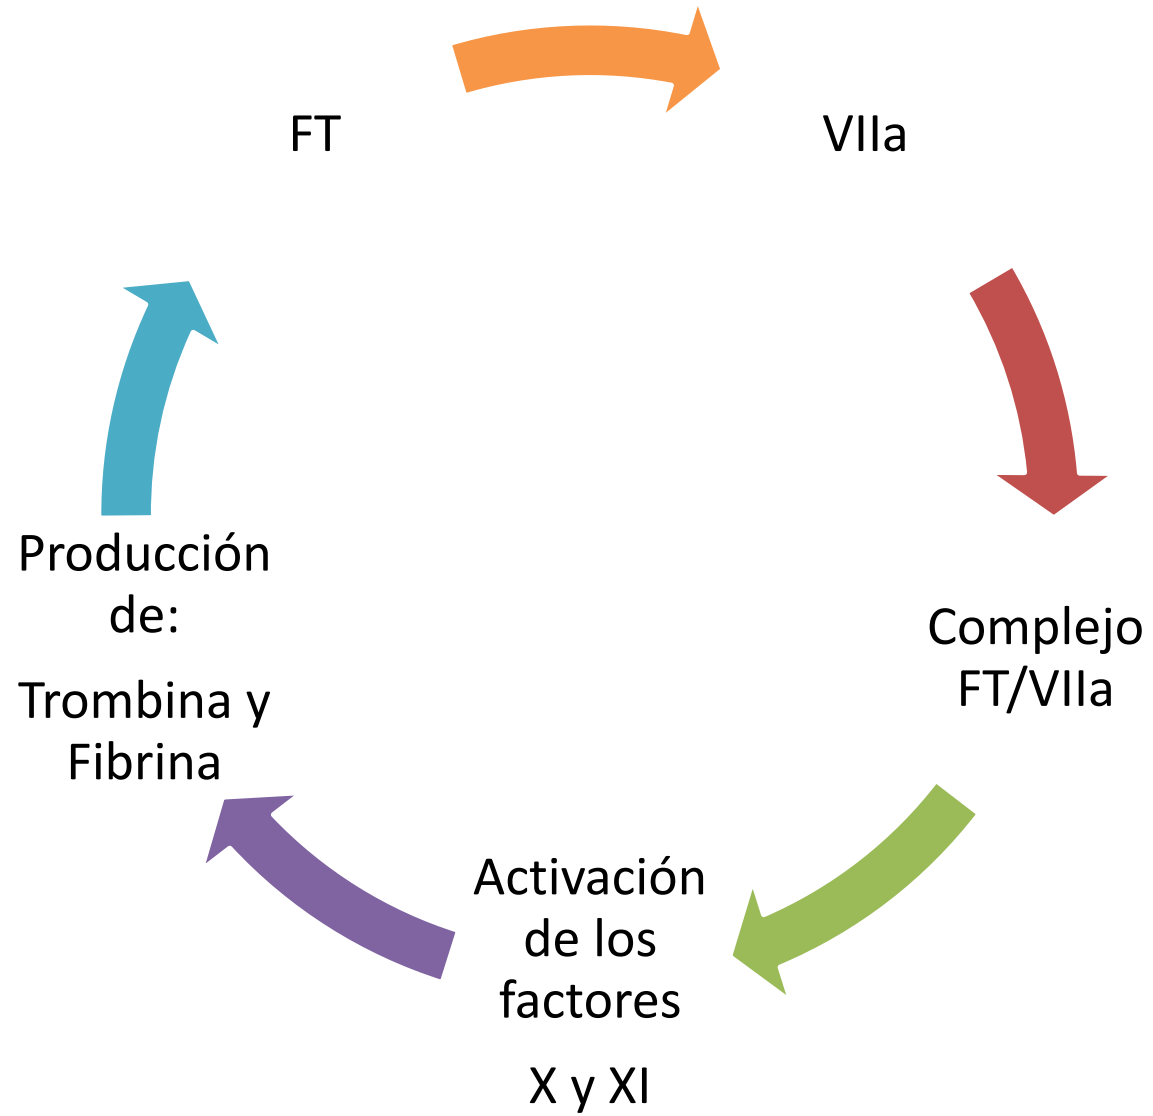 FT
VIIa
Complejo
FT/VIIa
Activación
de los
factores
X y XI
Producción
de:
Trombina y
Fibrina